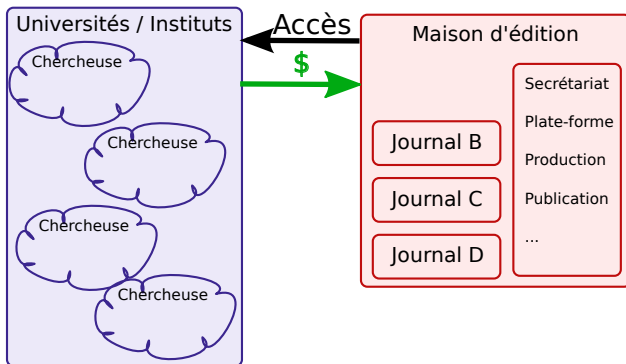 Universités / Instituts
Chercheuse
Chercheuse
Chercheuse
Chercheuse
Accès
$
Maison d'édition
Journal B
Journal C
Journal D
Secrétariat
Plate-forme
Production
Publication
...